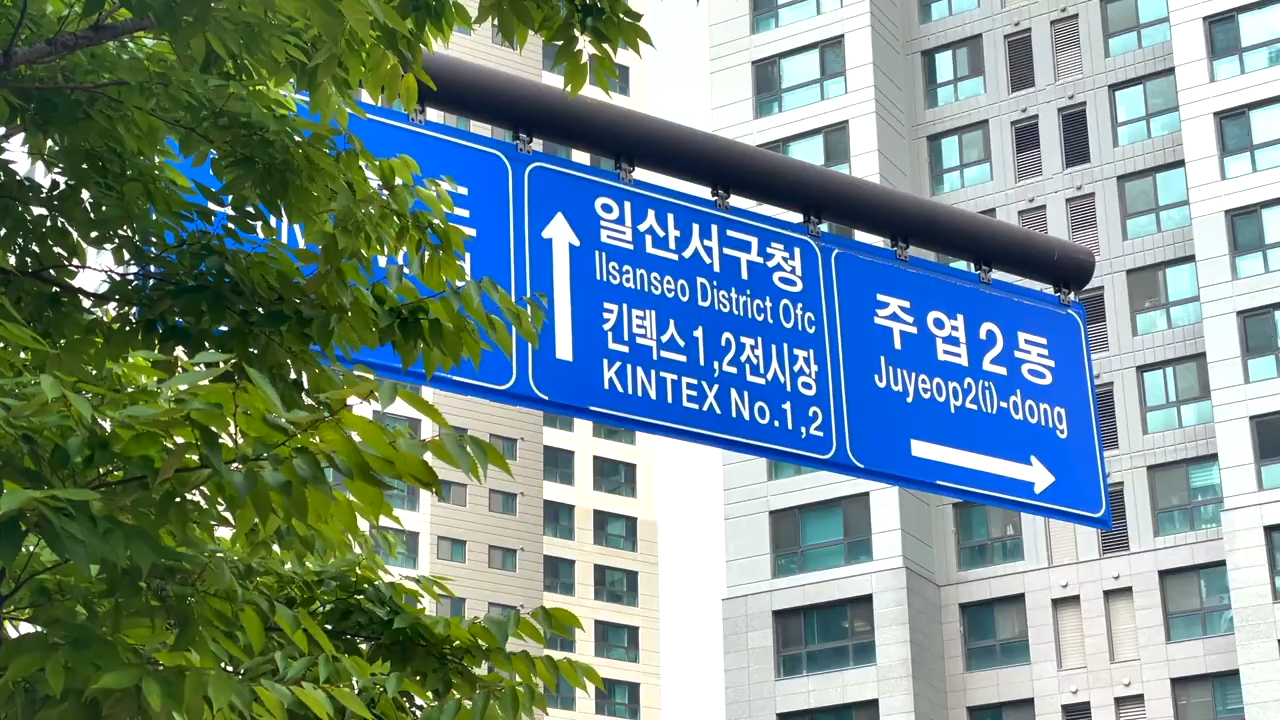 일산서구청
Ilsanseo District Ofc
킨텍스1,2전시장
KINTEX No.1,2
주엽2동
Juyeop2(i)-dong